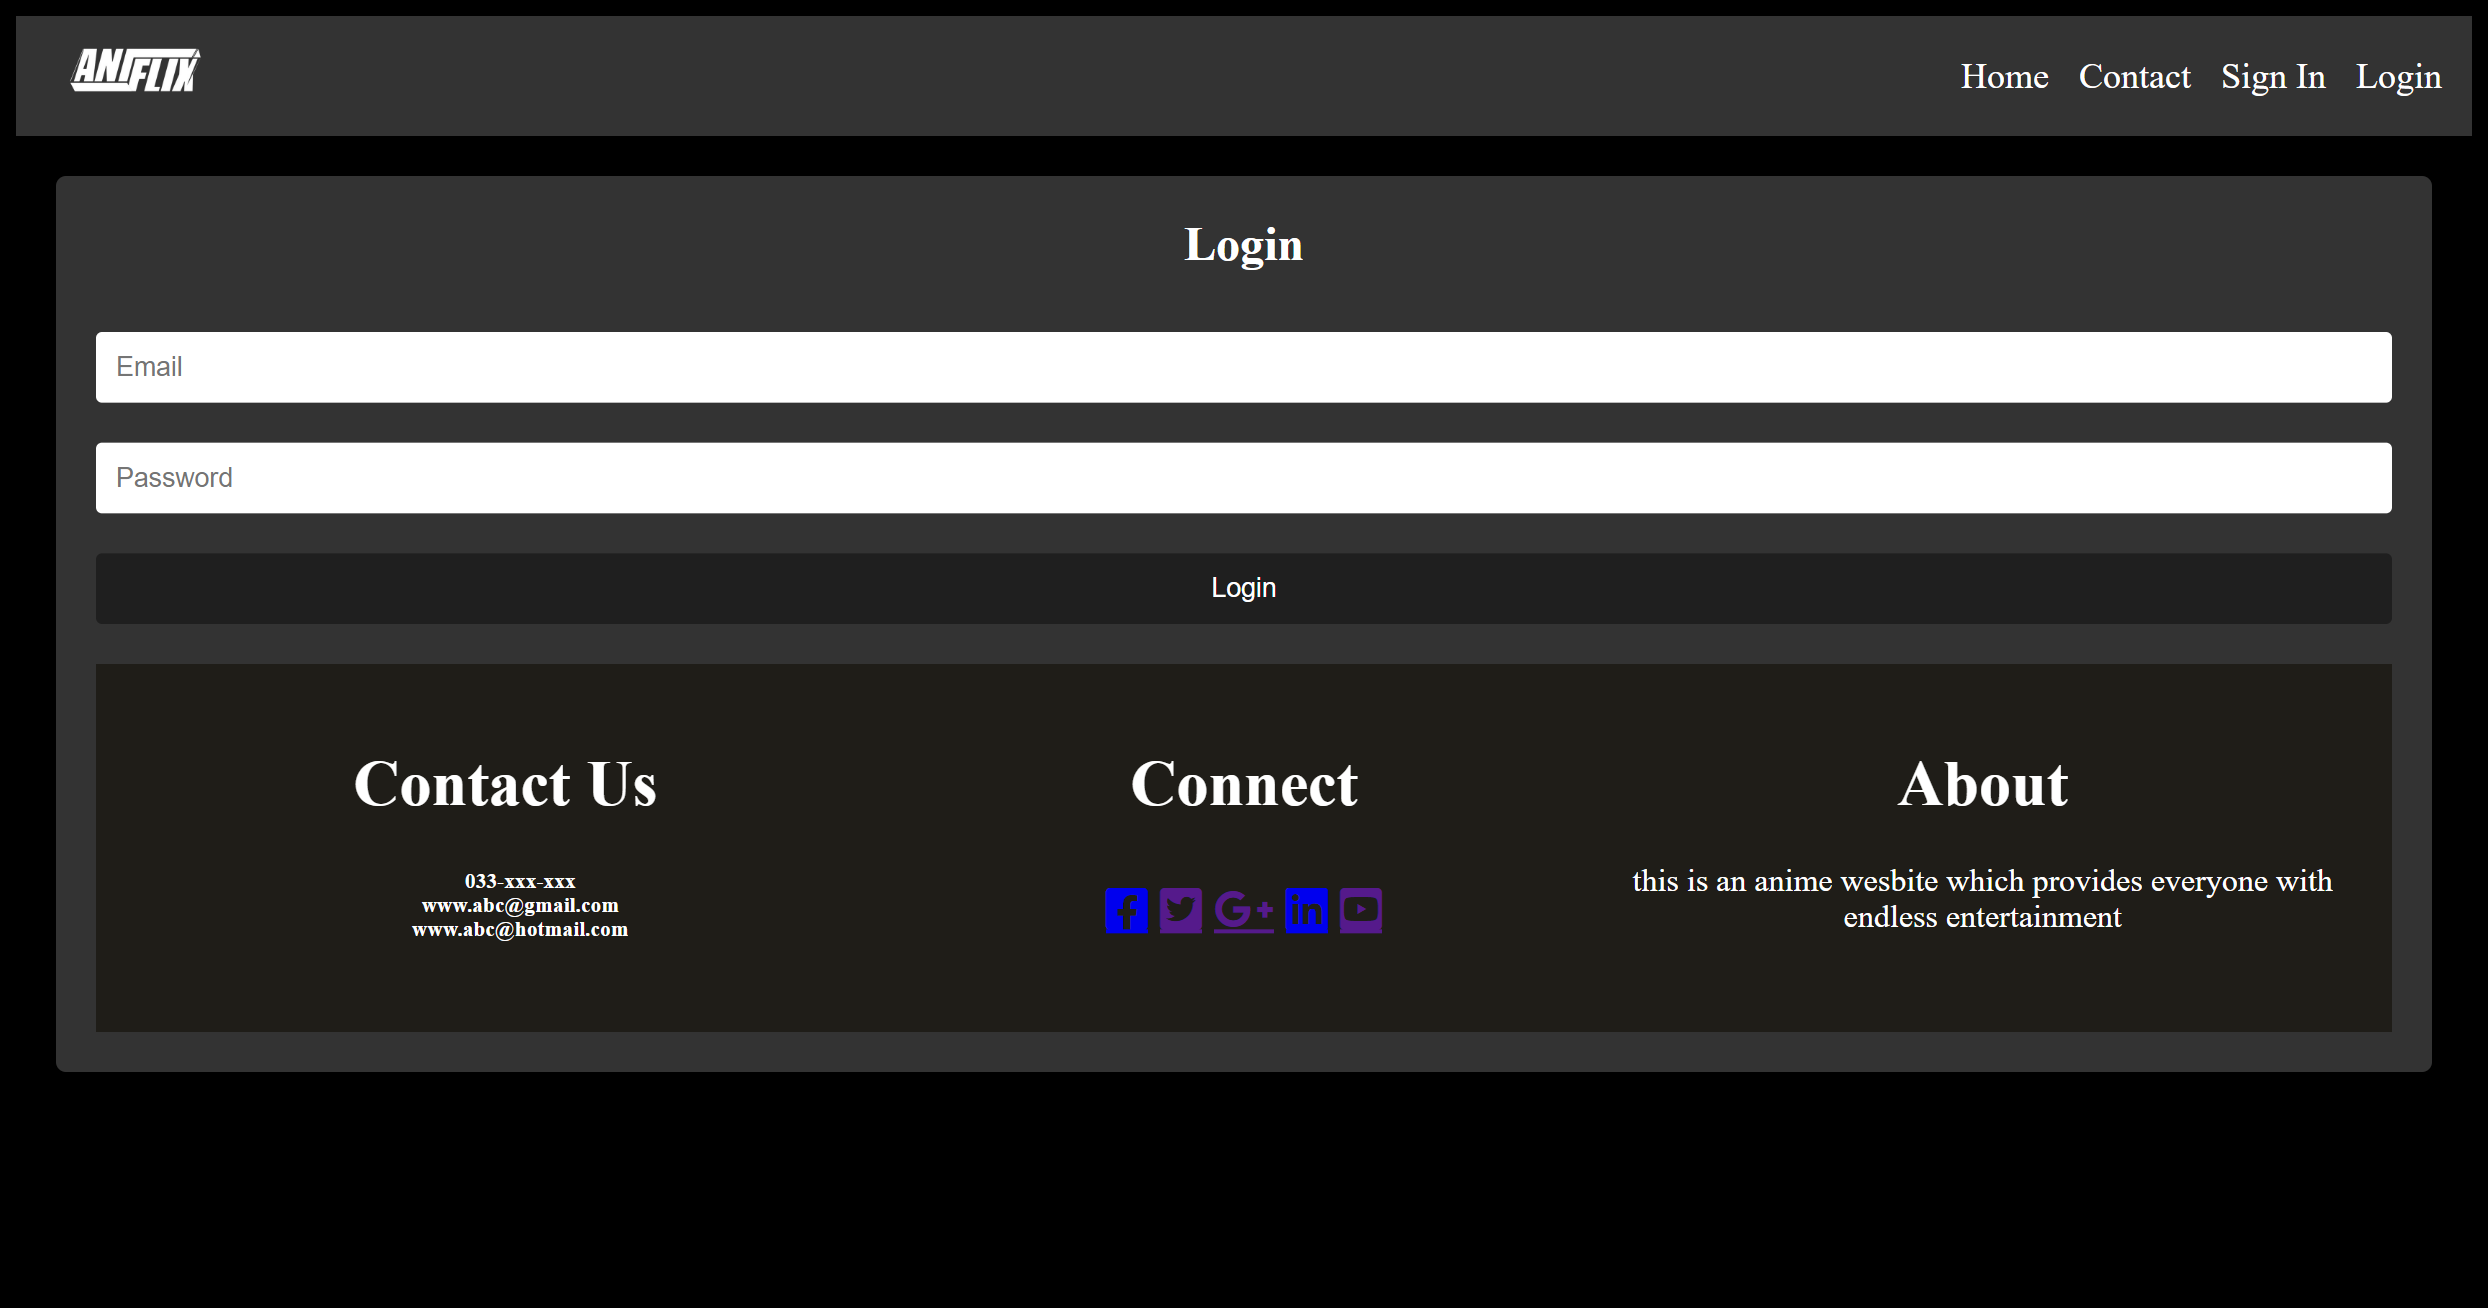 ANIFLIX
Home Contact Sign In Login
Login
Email
Password
Login
Contact Us
033-xxx-xxx
www.abc@gmail.com
www.abc@hotmail.com
Connect
G+ in
About
this is an anime wesbite which provides everyone with
endless entertainment